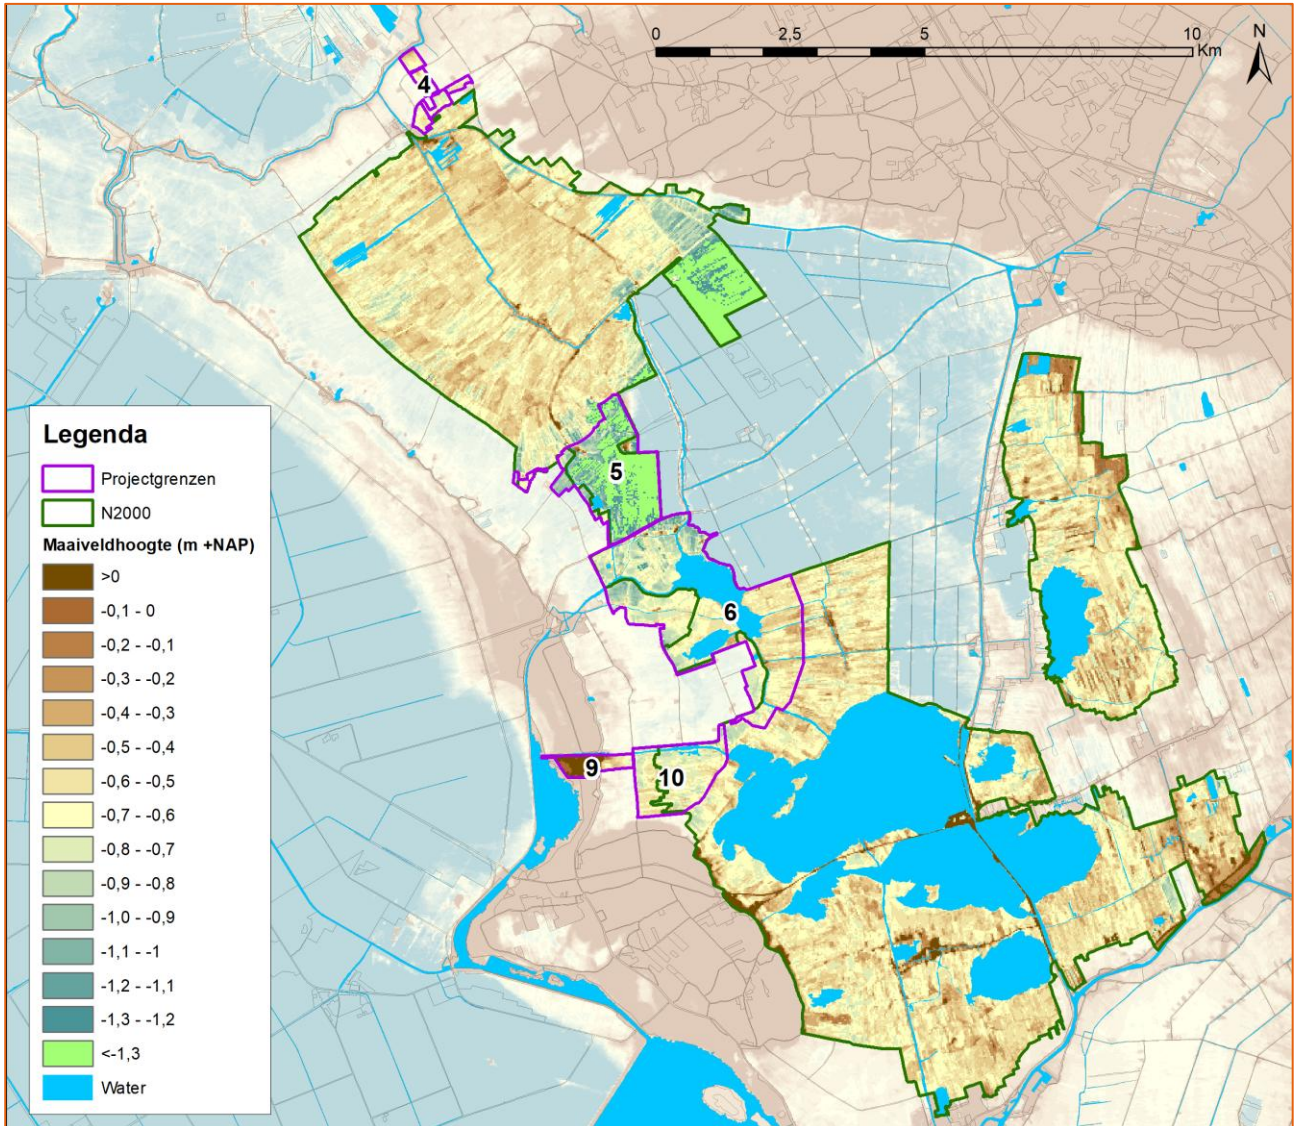 0 2,5 5 10
Km
N
4
5
6
9
10
Legenda
Projectgrenzen
N2000
Maaiveldhoogte (m +NAP)
>0
-0,1 - 0
-0,2 - -0,1
-0,3 - -0,2
-0,4 - -0,3
-0,5 - -0,4
-0,6 - -0,5
-0,7 - -0,6
-0,8 - -0,7
-0,9 - -0,8
-1,0 - -0,9
-1,1 - -1
-1,2 - -1,1
-1,3 - -1,2
<-1,3
Water